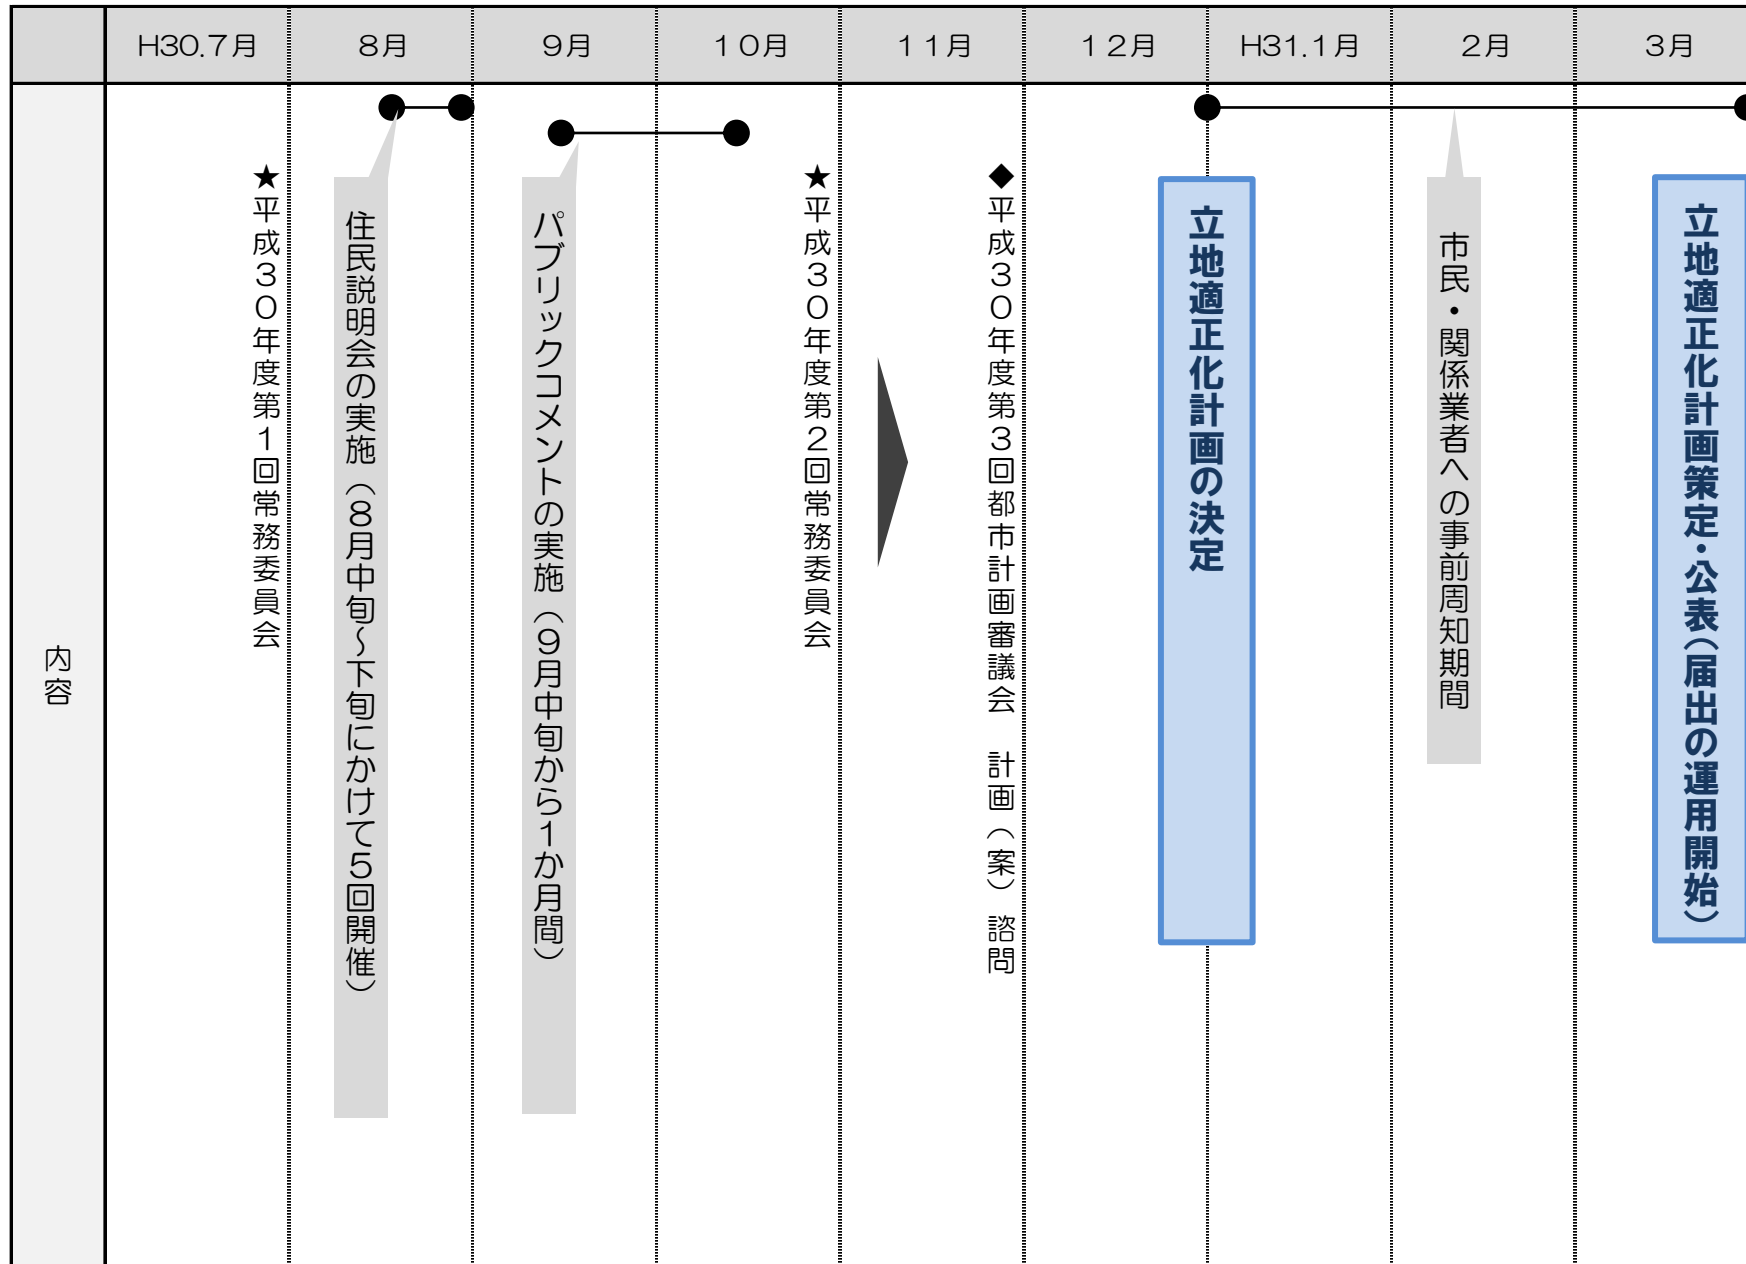 H30.7月
8月
9月
１０月
１１月
１２月
H31.1月
2月
3月
内容
★平成３０年度第１回常務委員会
住民説明会の実施（８月中旬～下旬にかけて５回開催）
パブリックコメントの実施（９月中旬から１か月間）
★平成３０年度第２回常務委員会
◆平成３０年度第３回都市計画審議会　計画（案）諮問
立地適正化計画の決定
市民・関係業者への事前周知期間
立地適正化計画策定・公表（届出の運用開始）